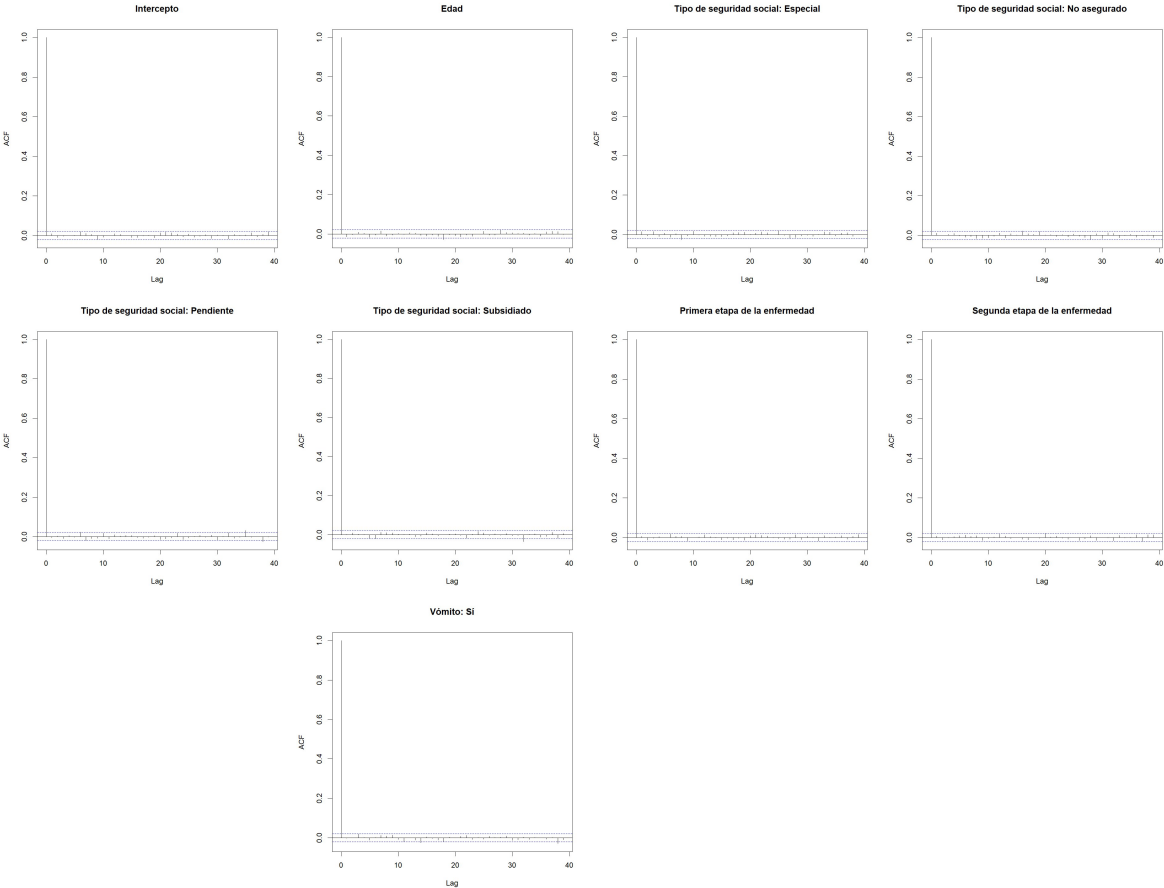 Intercepto
Edad
Tipo de seguridad social: Especial
Tipo de seguridad social: No asegurado
ACF
0.0 0.2 0.4 0.6 0.8 1.0
0 10 20 30 40
Lag
ACF
0.0 0.2 0.4 0.6 0.8 1.0
0 10 20 30 40
Lag
ACF
0.0 0.2 0.4 0.6 0.8 1.0
0 10 20 30 40
Lag
ACF
0.0 0.2 0.4 0.6 0.8 1.0
0 10 20 30 40
Lag
Tipo de seguridad social: Pendiente
Tipo de seguridad social: Subsidiado
Primera etapa de la enfermedad
Segunda etapa de la enfermedad
ACF
0.0 0.2 0.4 0.6 0.8 1.0
0 10 20 30 40
Lag
ACF
0.0 0.2 0.4 0.6 0.8 1.0
0 10 20 30 40
Lag
ACF
0.0 0.2 0.4 0.6 0.8 1.0
0 10 20 30 40
Lag
ACF
0.0 0.2 0.4 0.6 0.8 1.0
0 10 20 30 40
Lag
Vómito: Sí
ACF
0.0 0.2 0.4 0.6 0.8 1.0
0 10 20 30 40
Lag